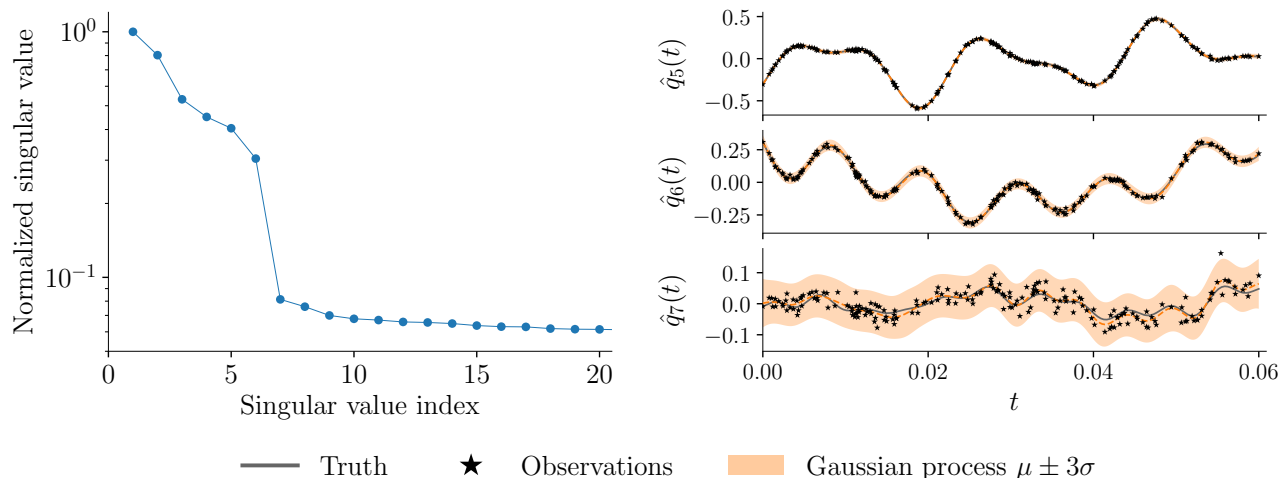 Normalized singular value
10⁰
10⁻¹
0
5
10
15
20
Singular value index
q̂₅(t)
0.5
0.0
−0.5
q̂₆(t)
0.25
0.00
−0.25
q̂₇(t)
0.1
0.0
−0.1
0.00
0.02
0.04
0.06
t
Truth
Observations
Gaussian process μ ± 3σ